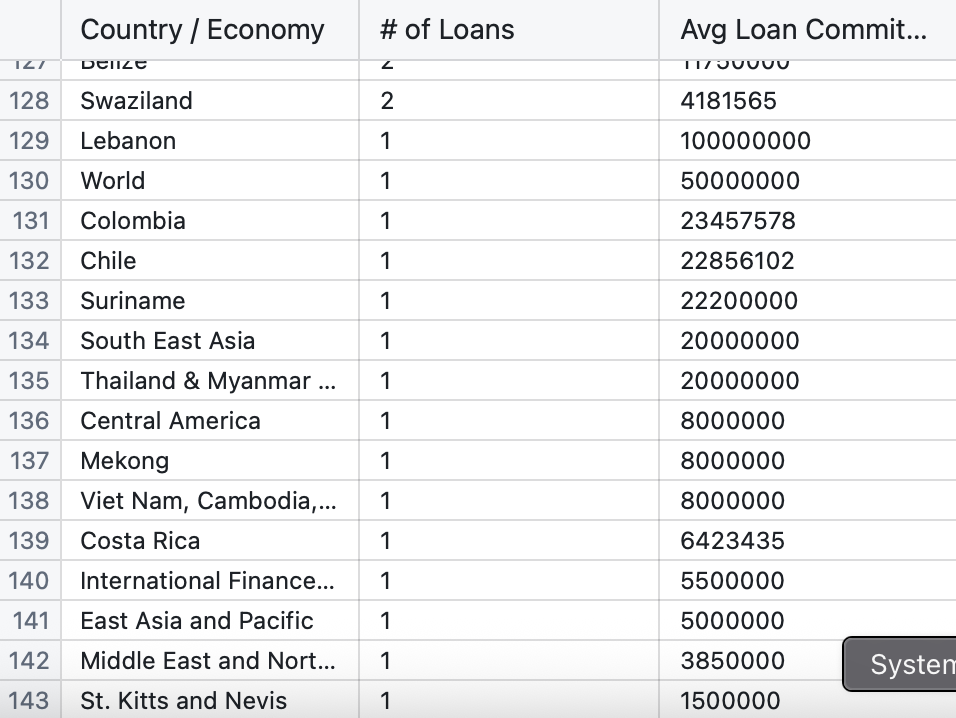 Country / Economy # of Loans Avg Loan Commit...
127 Belize 2 11750000
128 Swaziland 2 4181565
129 Lebanon 1 100000000
130 World 1 50000000
131 Colombia 1 23457578
132 Chile 1 22856102
133 Suriname 1 22200000
134 South East Asia 1 20000000
135 Thailand & Myanmar ... 1 20000000
136 Central America 1 8000000
137 Mekong 1 8000000
138 Viet Nam, Cambodia,... 1 8000000
139 Costa Rica 1 6423435
140 International Finance... 1 5500000
141 East Asia and Pacific 1 5000000
142 Middle East and Nort... 1 3850000
System
143 St. Kitts and Nevis 1 1500000